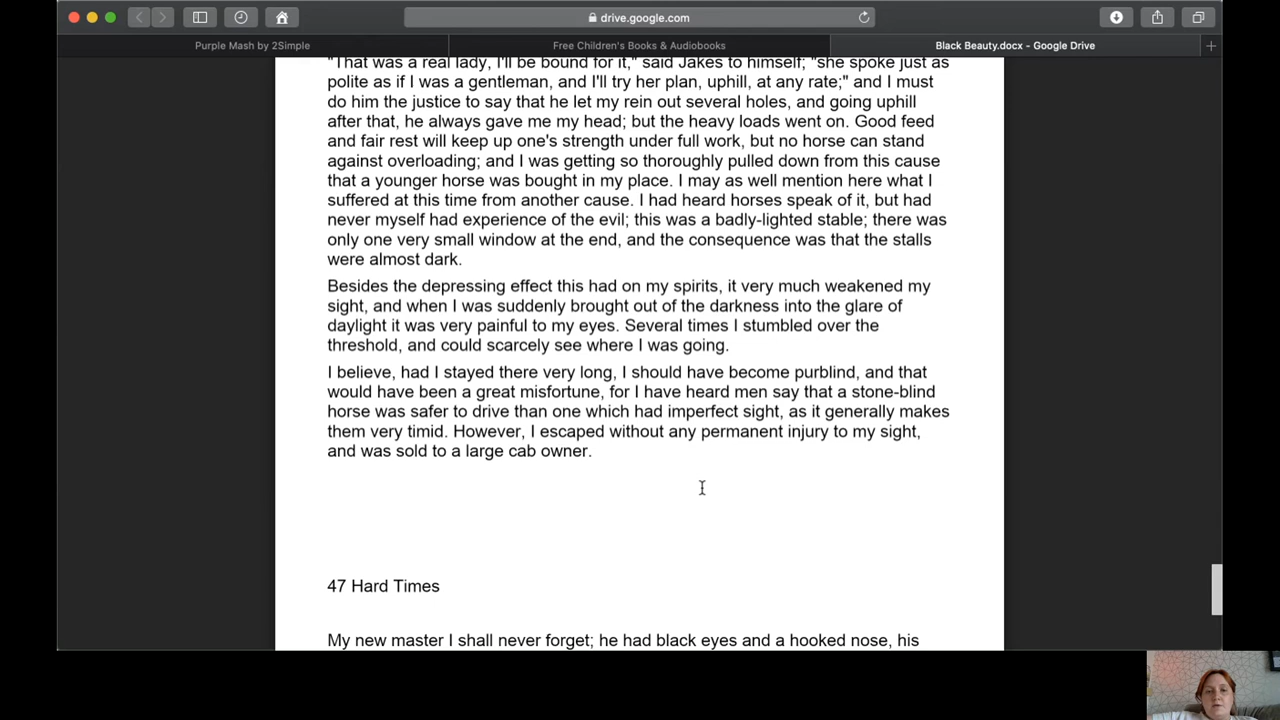 drive.google.com
Purple Mash by 2Simple
Free Children's Books & Audiobooks
Black Beauty.docx - Google Drive
"That was a real lady, I'll be bound for it," said Jakes to himself; "she spoke just as
polite as if I was a gentleman, and I'll try her plan, uphill, at any rate;" and I must
do him the justice to say that he let my rein out several holes, and going uphill
after that, he always gave me my head; but the heavy loads went on. Good feed
and fair rest will keep up one's strength under full work, but no horse can stand
against overloading; and I was getting so thoroughly pulled down from this cause
that a younger horse was bought in my place. I may as well mention here what I
suffered at this time from another cause. I had heard horses speak of it, but had
never myself had experience of the evil; this was a badly-lighted stable; there was
only one very small window at the end, and the consequence was that the stalls
were almost dark.
Besides the depressing effect this had on my spirits, it very much weakened my
sight, and when I was suddenly brought out of the darkness into the glare of
daylight it was very painful to my eyes. Several times I stumbled over the
threshold, and could scarcely see where I was going.
I believe, had I stayed there very long, I should have become purblind, and that
would have been a great misfortune, for I have heard men say that a stone-blind
horse was safer to drive than one which had imperfect sight, as it generally makes
them very timid. However, I escaped without any permanent injury to my sight,
and was sold to a large cab owner.
47 Hard Times
My new master I shall never forget; he had black eyes and a hooked nose, his